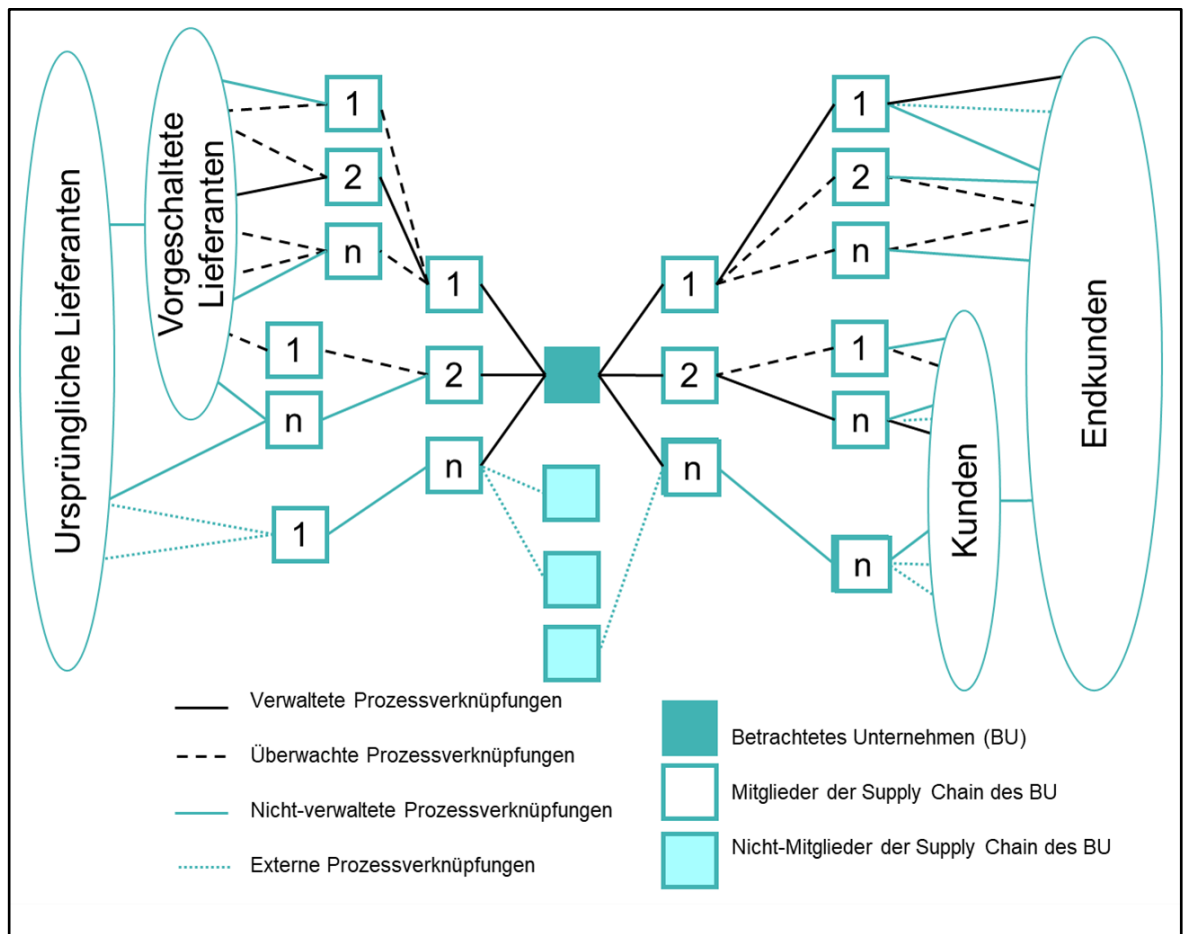 Ursprüngliche Lieferanten
Vorgeschaltete
Lieferanten
1
2
n
1
n
1
1
2
n
1
2
n
1
2
n
1
n
n
Kunden
Endkunden
Verwaltete Prozessverknüpfungen
Überwachte Prozessverknüpfungen
Nicht-verwaltete Prozessverknüpfungen
Externe Prozessverknüpfungen
Betrachtetes Unternehmen (BU)
Mitglieder der Supply Chain des BU
Nicht-Mitglieder der Supply Chain des BU